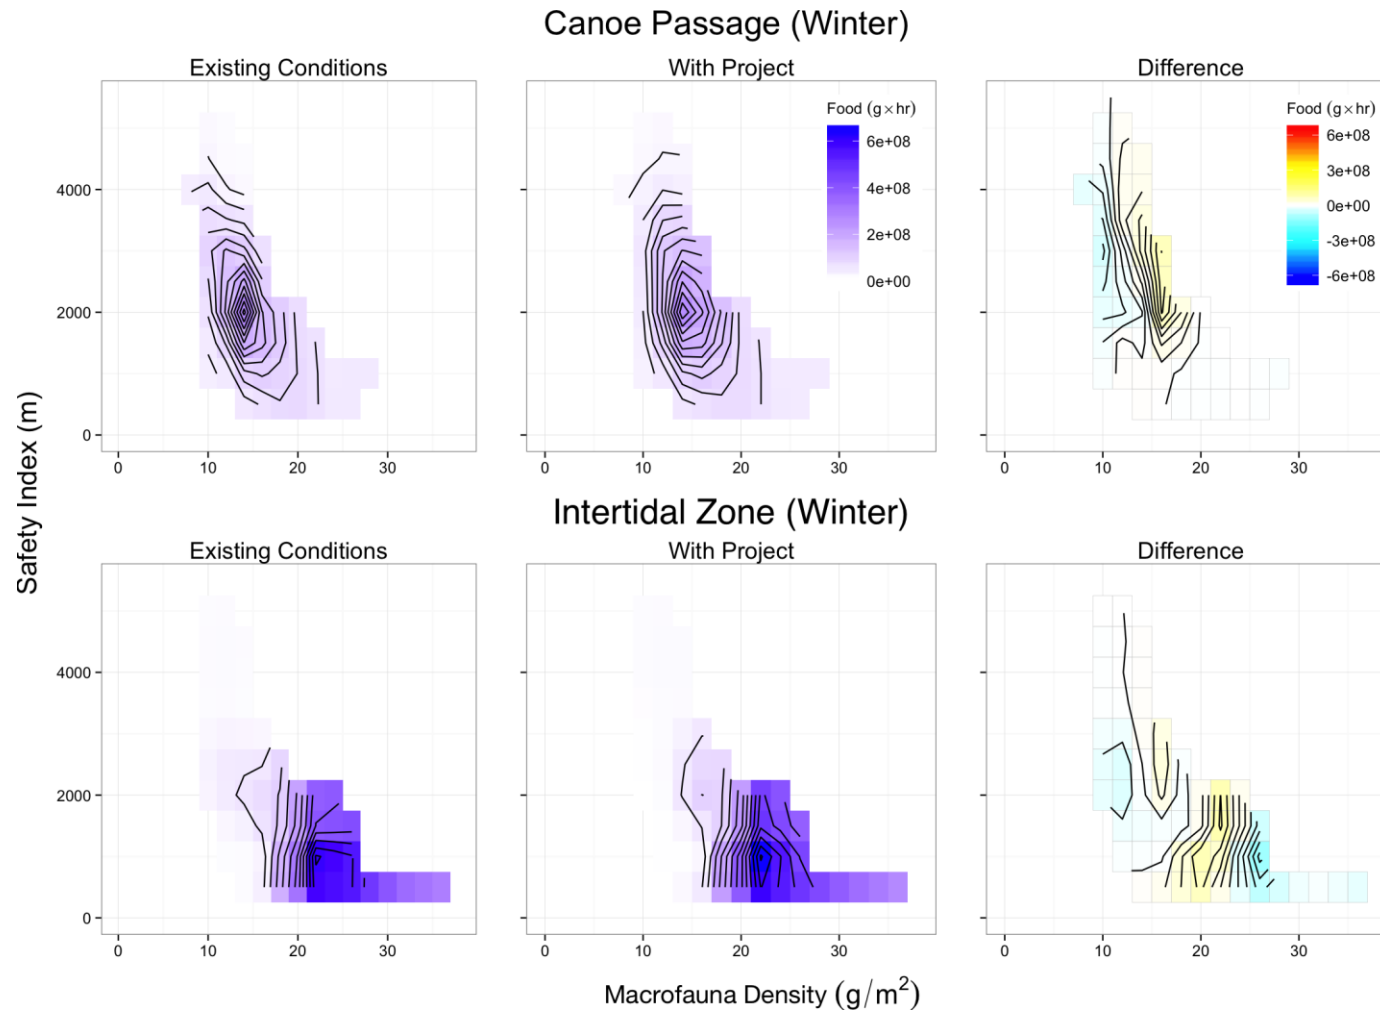 Canoe Passage (Winter)
Existing Conditions
With Project
Difference
Food (g×hr)
6e+08
4e+08
2e+08
0e+00
Food (g×hr)
6e+08
3e+08
0e+00
-3e+08
-6e+08
4000
2000
0
0 10 20 30
0 10 20 30
0 10 20 30
Safety Index (m)
Intertidal Zone (Winter)
Existing Conditions
With Project
Difference
4000
2000
0
0 10 20 30
0 10 20 30
0 10 20 30
Macrofauna Density (g/m²)